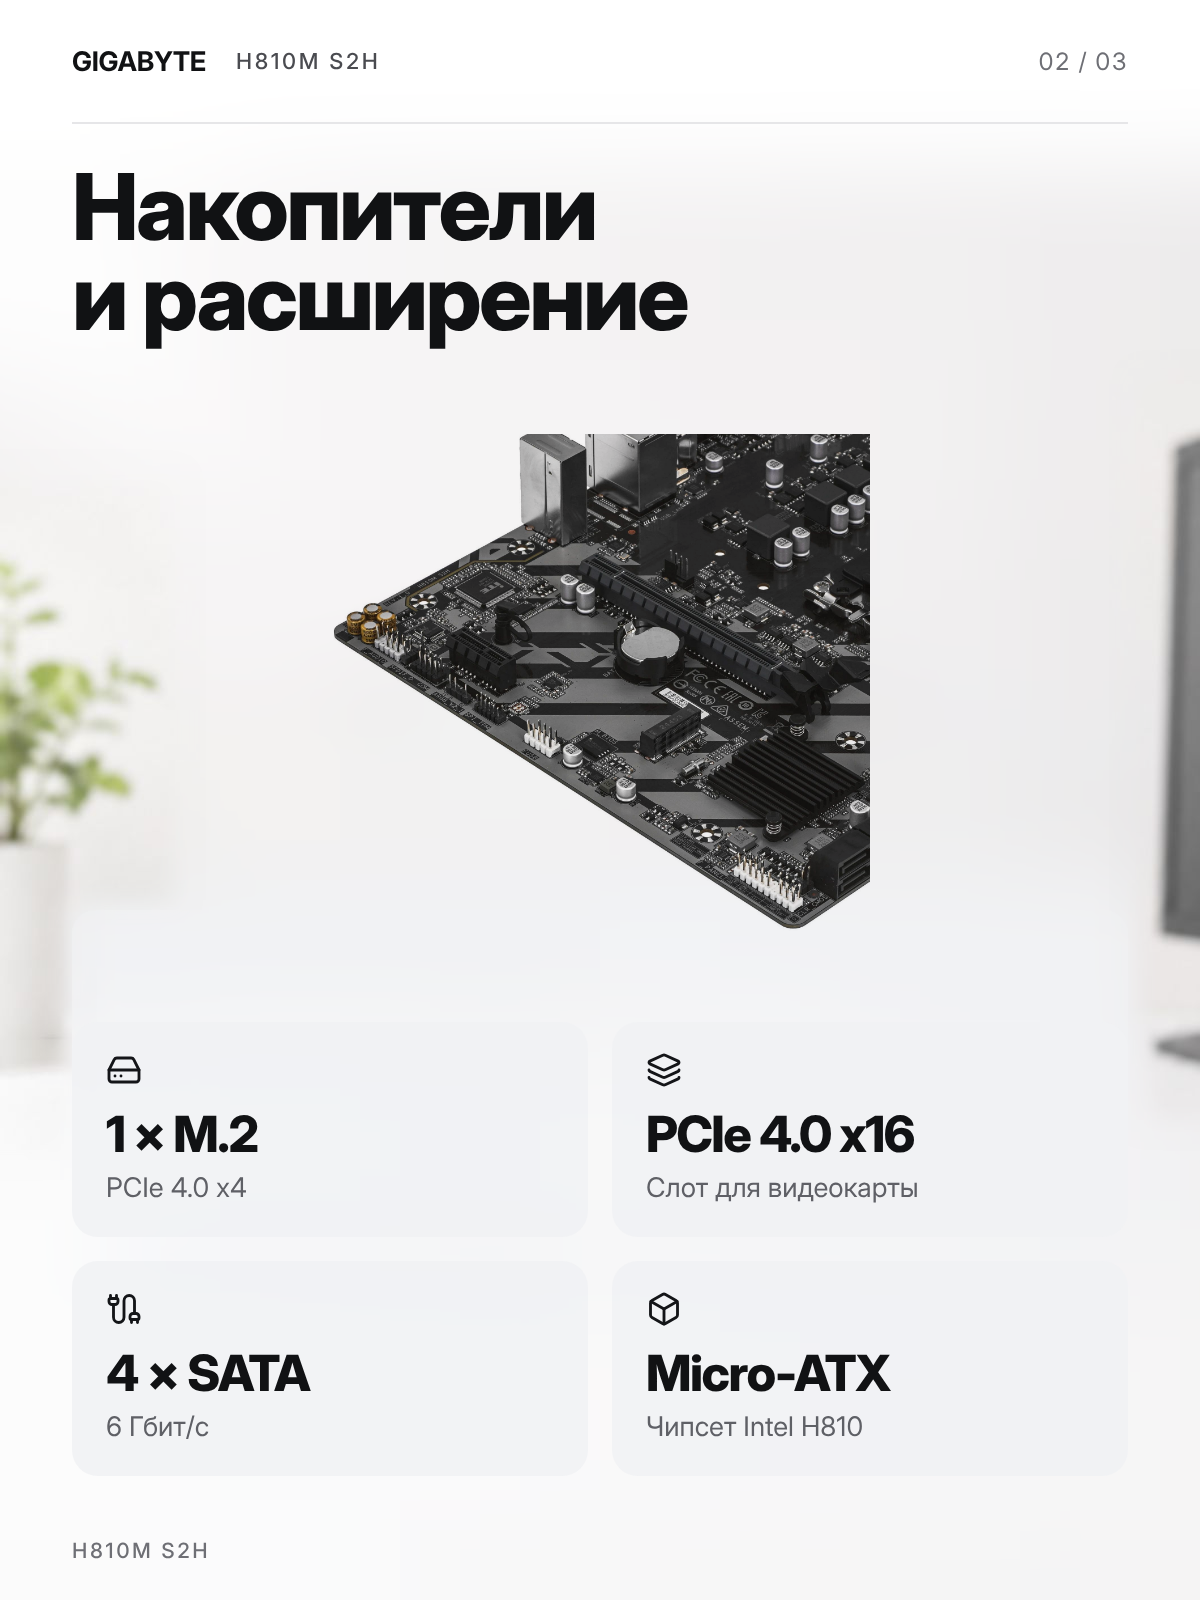 GIGABYTE H810M S2H 02 / 03
Накопители
и расширение
1 × M.2
PCIe 4.0 x4
PCIe 4.0 x16
Слот для видеокарты
4 × SATA
6 Гбит/с
Micro-ATX
Чипсет Intel H810
H810M S2H